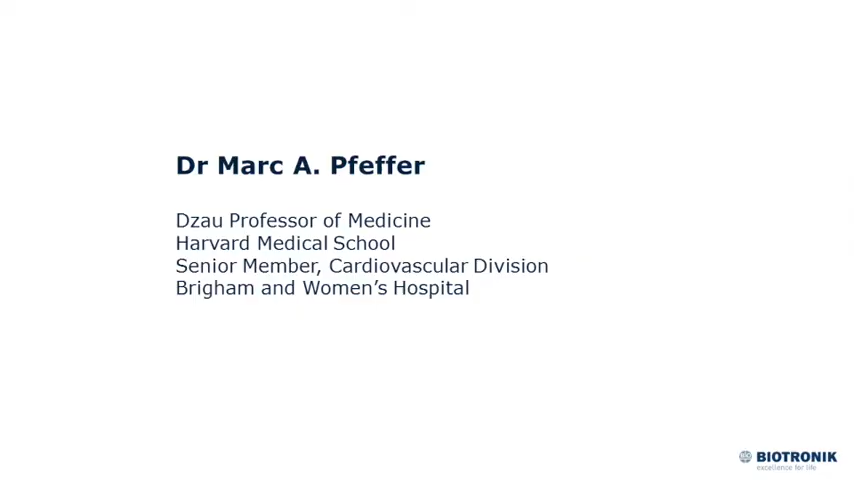 Dr Marc A. Pfeffer
Dzau Professor of Medicine
Harvard Medical School
Senior Member, Cardiovascular Division
Brigham and Women’s Hospital
BIOTRONIK
excellence for life